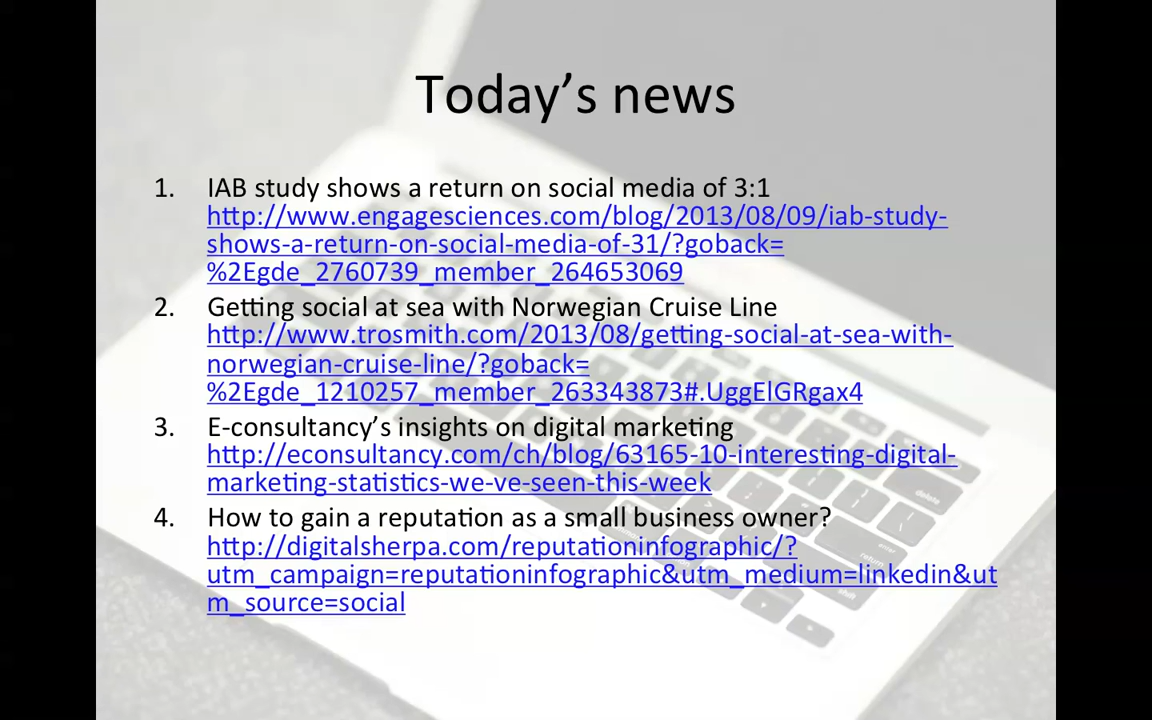 Today’s news
1. IAB study shows a return on social media of 3:1
http://www.engagesciences.com/blog/2013/08/09/iab-study-
shows-a-return-on-social-media-of-31/?goback=
%2Egde_2760739_member_264653069
2. Getting social at sea with Norwegian Cruise Line
http://www.trosmith.com/2013/08/getting-social-at-sea-with-
norwegian-cruise-line/?goback=
%2Egde_1210257_member_263343873#.UggElGRgax4
3. E-consultancy’s insights on digital marketing
http://econsultancy.com/ch/blog/63165-10-interesting-digital-
marketing-statistics-we-ve-seen-this-week
4. How to gain a reputation as a small business owner?
http://digitalsherpa.com/reputationinfographic/?
utm_campaign=reputationinfographic&utm_medium=linkedin&ut
m_source=social
delete
enter
return
shift